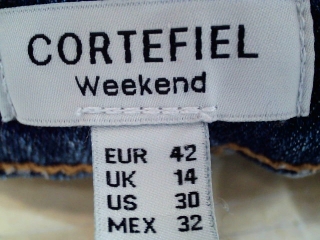 CORTEFIEL
Weekend
EUR 42
UK 14
US 30
MEX 32